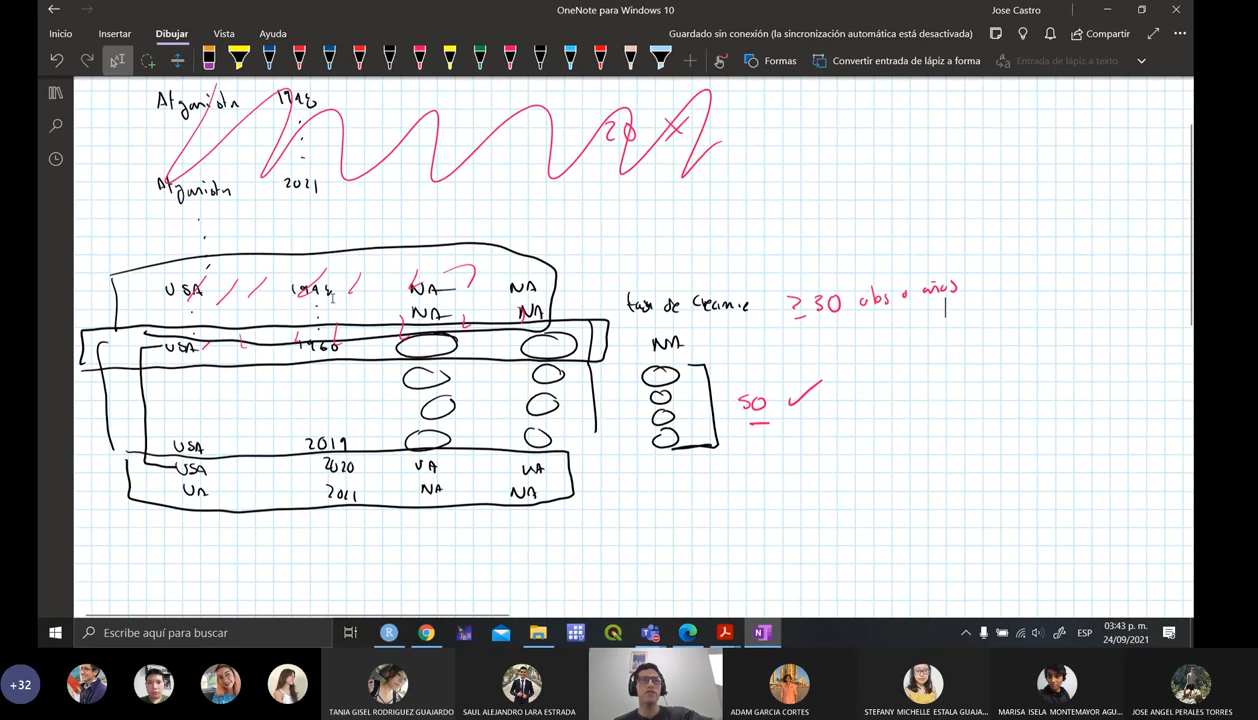 OneNote para Windows 10
Jose Castro
Inicio Insertar Dibujar Vista Ayuda
Guardado sin conexión (la sincronización automática está desactivada)
Compartir
Formas
Convertir entrada de lápiz a forma
Entrada de lápiz a texto
Afganistn 1948
20 X
Afganistn 2021
USA 1948 NA NA
NA NA
tasa de
≥ 30 obs o años
USA 1960
NA
50 ✓
USA 2019
USA 2020 NA NA
UA 2021 NA NA
Escribe aquí para buscar
ESP
03:43 p. m.
24/09/2021
+32
TANIA GISEL RODRIGUEZ GUAJARDO
SAUL ALEJANDRO LARA ESTRADA
ADAM GARCIA CORTES
STEFANY MICHELLE ESTALA GUAJA...
MARISA ISELA MONTEMAYOR AGU...
JOSE ANGEL PERALES TORRES